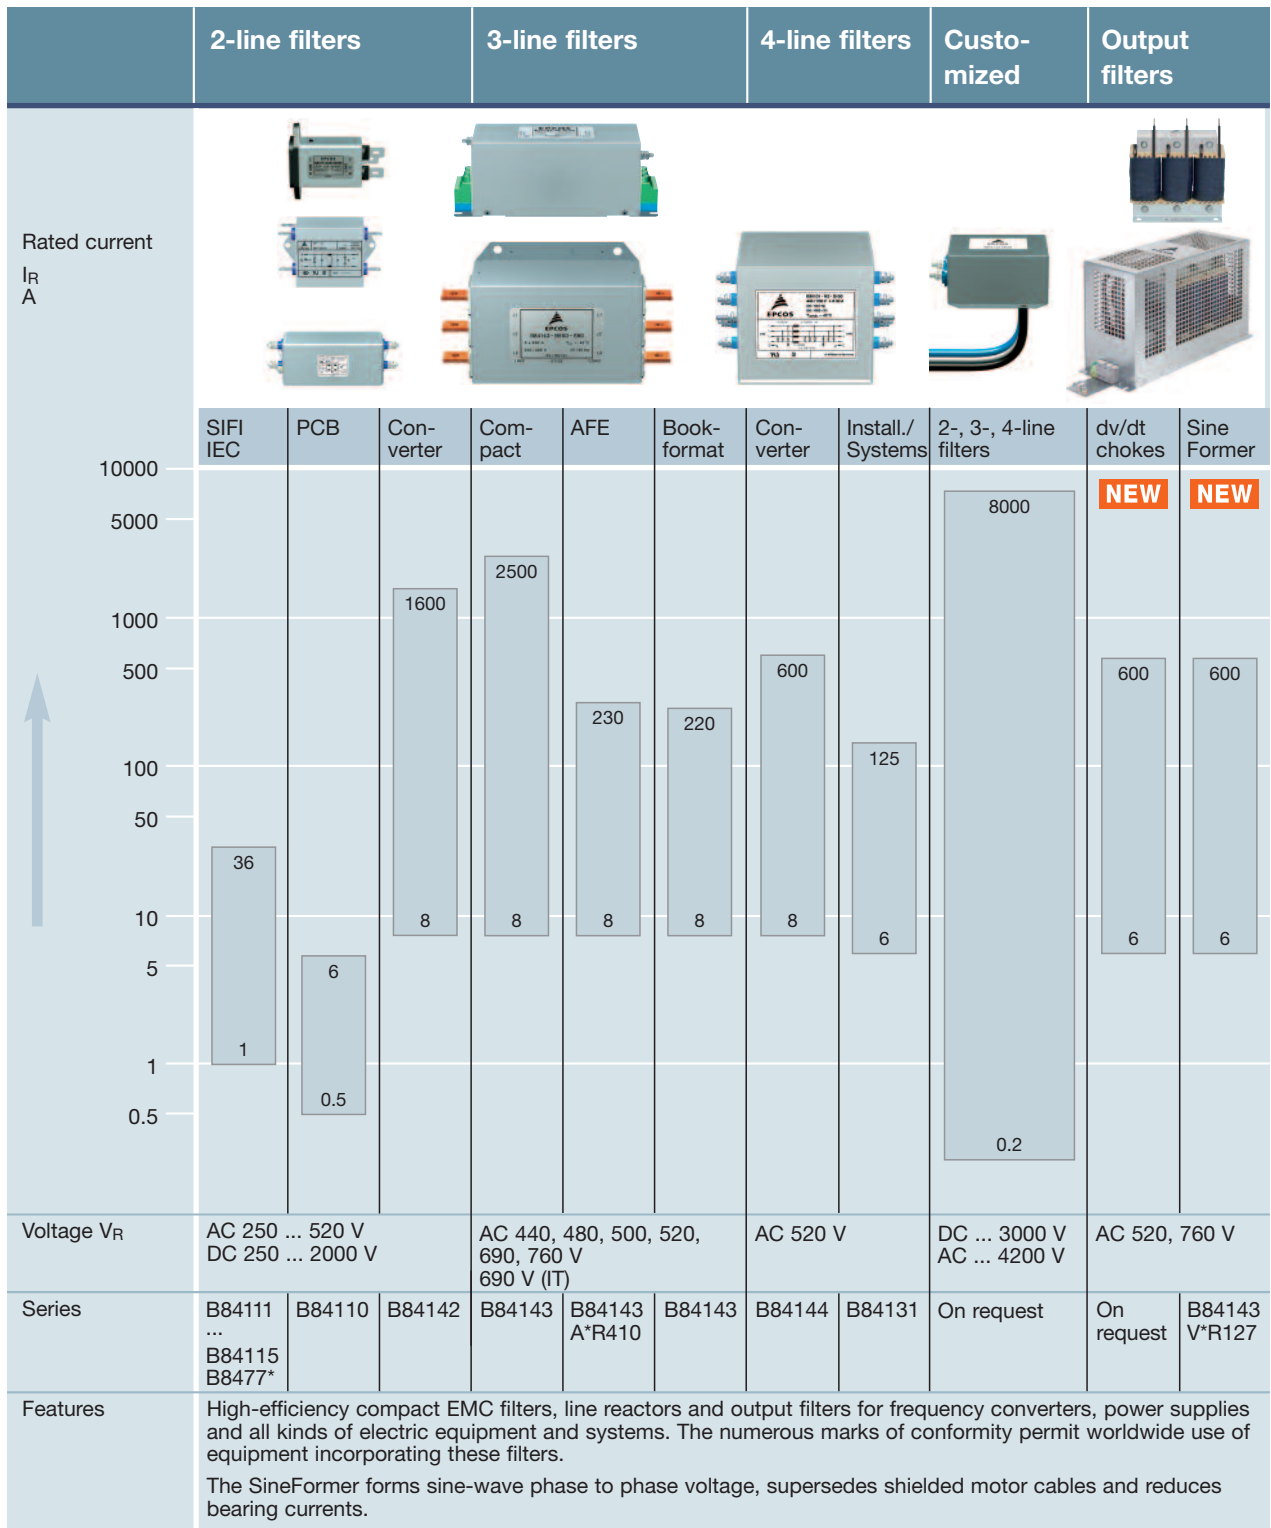 2-line filters
3-line filters
4-line filters
Custo-
mized
Output
filters
Rated current
IR
A
EPCOS
EPCOS
SIFI
IEC
PCB
Con-
verter
Com-
pact
AFE
Book-
format
Con-
verter
Install./
Systems
2-, 3-, 4-line
filters
dv/dt
chokes
Sine
Former
10000
5000
1000
500
100
50
10
5
1
0.5
NEW
NEW
36
1
6
0.5
1600
8
2500
8
230
8
220
8
600
8
125
6
8000
0.2
600
6
600
6
Voltage VR
AC 250 ... 520 V
DC 250 ... 2000 V
AC 440, 480, 500, 520,
690, 760 V
690 V (IT)
AC 520 V
DC ... 3000 V
AC ... 4200 V
AC 520, 760 V
Series
B84111
...
B84115
B8477*
B84110
B84142
B84143
B84143
A*R410
B84143
B84144
B84131
On request
On
request
B84143
V*R127
Features
High-efficiency compact EMC filters, line reactors and output filters for frequency converters, power supplies
and all kinds of electric equipment and systems. The numerous marks of conformity permit worldwide use of
equipment incorporating these filters.
The SineFormer forms sine-wave phase to phase voltage, supersedes shielded motor cables and reduces
bearing currents.